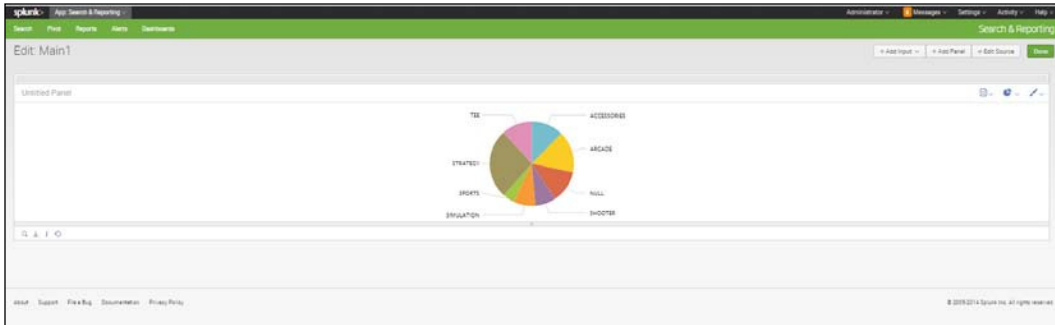 splunk> App: Search & Reporting Administrator Messages Settings Activity Help
Search Pivot Reports Alerts Dashboards Search & Reporting
Edit: Main1 + Add Input + Add Panel Edit Source Done
Untitled Panel
TEE ACCESSORIES
ARCADE
STRATEGY
SPORTS NULL
SIMULATION SHOOTER
About Support File a Bug Documentation Privacy Policy © 2005-2014 Splunk Inc. All rights reserved.